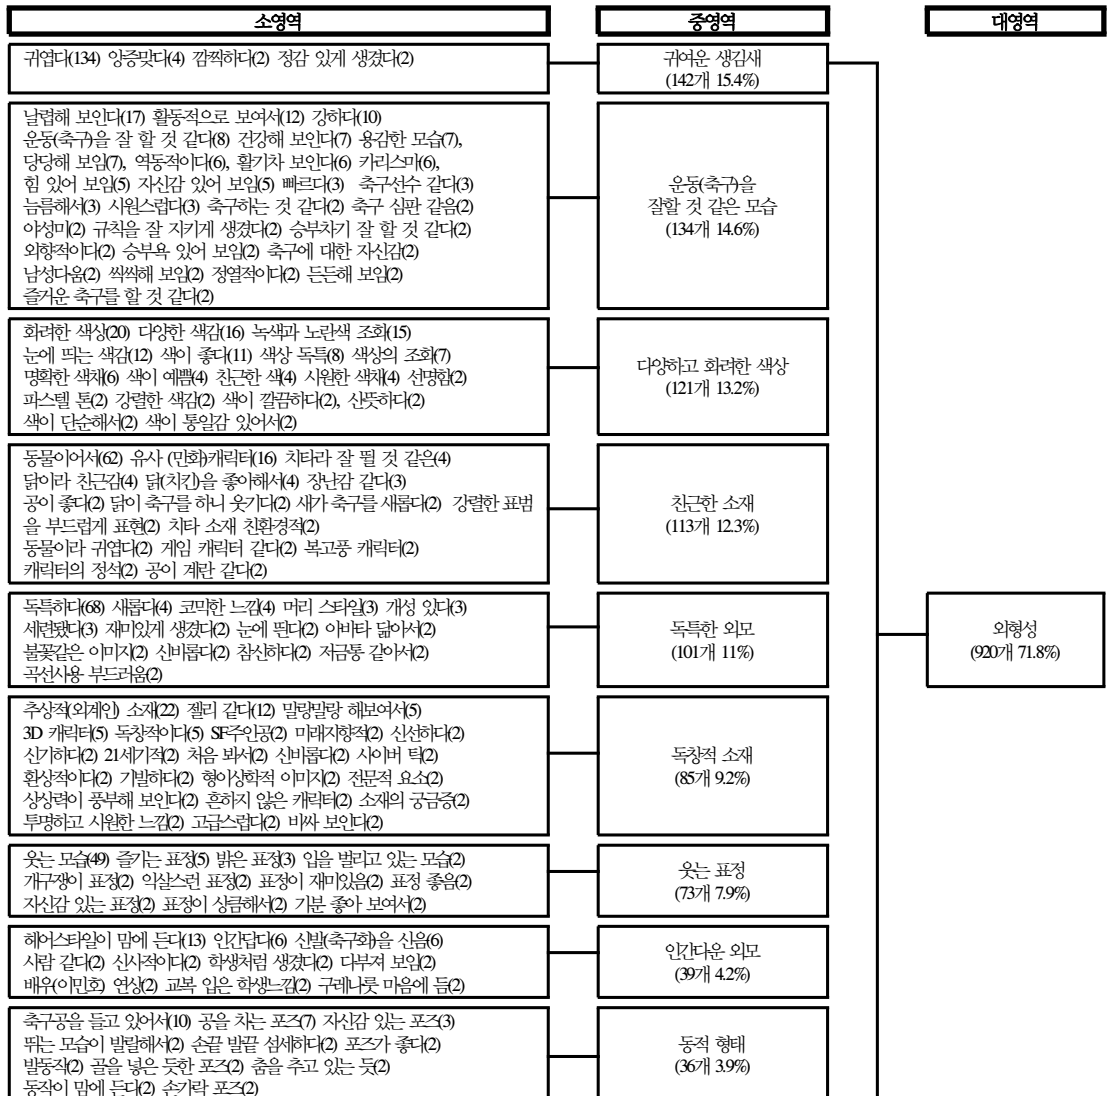 소영역
중영역
대영역
귀엽다(134) 앙증맞다(4) 깜찍하다(2) 정감 있게 생겼다(2)
귀여운 생김새
(142개 15.4%)
날렵해 보인다(17) 활동적으로 보여서(12) 강하다(10)
운동(축구)을 잘 할 것 같다(8) 건강해 보인다(7) 용감한 모습(7),
당당해 보임(7), 역동적이다(6), 활기차 보인다(6) 카리스마(6),
힘 있어 보임(5) 자신감 있어 보임(5) 빠르다(3) 축구선수 같다(3)
늠름해서(3) 시원스럽다(3) 축구하는 것 같다(2) 축구 심판 같음(2)
야성미(2) 규칙을 잘 지키게 생겼다(2) 승부차기 잘 할 것 같다(2)
외향적이다(2) 승부욕 있어 보임(2) 축구에 대한 자신감(2)
남성다움(2) 씩씩해 보임(2) 정열적이다(2) 든든해 보임(2)
즐거운 축구를 할 것 같다(2)
운동(축구)을
잘할 것 같은 모습
(134개 14.6%)
화려한 색상(20) 다양한 색감(16) 녹색과 노란색 조화(15)
눈에 띄는 색감(12) 색이 좋다(11) 색상 독특(8) 색상의 조화(7)
명확한 색채(6) 색이 예쁨(4) 친근한 색(4) 시원한 색채(4) 선명함(2)
파스텔 톤(2) 강렬한 색감(2) 색이 깔끔하다(2), 산뜻하다(2)
색이 단순해서(2) 색이 통일감 있어서(2)
다양하고 화려한 색상
(121개 13.2%)
동물이어서(62) 유사 (만화)캐릭터(16) 치타라 잘 뛸 것 같은(4)
닭이라 친근감(4) 닭(치킨)을 좋아해서(4) 장난감 같다(3)
공이 좋다(2) 닭이 축구를 하니 웃기다(2) 새가 축구를 새롭다(2) 강렬한 표범
을 부드럽게 표현(2) 치타 소재 친환경적(2)
동물이라 귀엽다(2) 게임 캐릭터 같다(2) 복고풍 캐릭터(2)
캐릭터의 정석(2) 공이 계란 같다(2)
친근한 소재
(113개 12.3%)
독특하다(68) 새롭다(4) 코믹한 느낌(4) 머리 스타일(3) 개성 있다(3)
세련됐다(3) 재미있게 생겼다(2) 눈에 띈다(2) 아바타 닮아서(2)
불꽃같은 이미지(2) 신비롭다(2) 참신하다(2) 저금통 같아서(2)
곡선사용 부드러움(2)
독특한 외모
(101개 11%)
외형성
(920개 71.8%)
추상적(외계인) 소재(22) 젤리 같다(12) 말랑말랑 해보여서(5)
3D 캐릭터(5) 독창적이다(5) SF주인공(2) 미래지향적(2) 신선하다(2)
신기하다(2) 21세기적(2) 처음 봐서(2) 신비롭다(2) 사이버 틱(2)
환상적이다(2) 기발하다(2) 형이상학적 이미지(2) 전문적 요소(2)
상상력이 풍부해 보인다(2) 흔하지 않은 캐릭터(2) 소재의 궁금증(2)
투명하고 시원한 느낌(2) 고급스럽다(2) 비싸 보인다(2)
독창적 소재
(85개 9.2%)
웃는 모습(49) 즐기는 표정(5) 밝은 표정(3) 입을 벌리고 있는 모습(2)
개구쟁이 표정(2) 익살스런 표정(2) 표정이 재미있음(2) 표정 좋음(2)
자신감 있는 표정(2) 표정이 상큼해서(2) 기분 좋아 보여서(2)
웃는 표정
(73개 7.9%)
헤어스타일이 맘에 든다(13) 인간답다(6) 신발(축구화)을 신음(6)
사람 같다(2) 신사적이다(2) 학생처럼 생겼다(2) 다부져 보임(2)
배우(이민호) 연상(2) 교복 입은 학생느낌(2) 구레나룻 마음에 듬(2)
인간다운 외모
(39개 4.2%)
축구공을 들고 있어서(10) 공을 차는 포즈(7) 자신감 있는 포즈(3)
뛰는 모습이 발랄해서(2) 손끝 발끝 섬세하다(2) 포즈가 좋다(2)
발동작(2) 골을 넣은 듯한 포즈(2) 춤을 추고 있는 듯(2)
동작이 맘에 든다(2) 손가락 포즈(2)
동적 형태
(36개 3.9%)